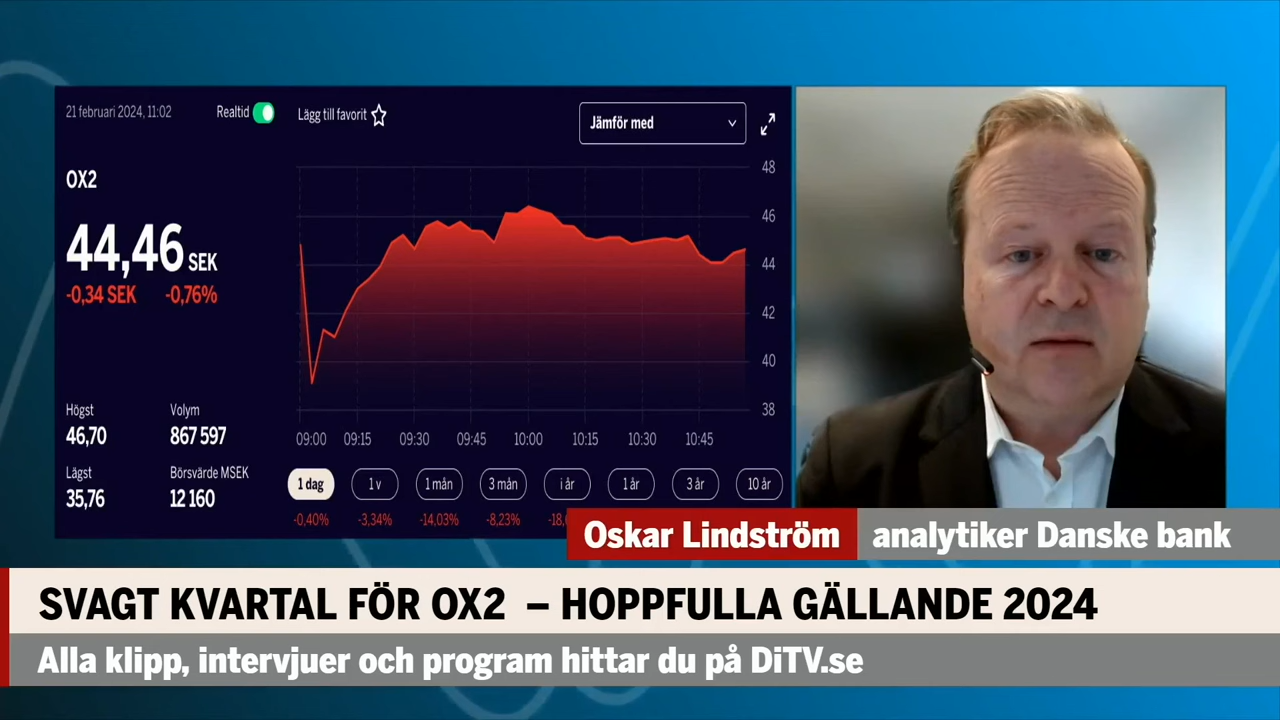 21 februari 2024, 11:02
Realtid
Lägg till favorit
Jämför med
OX2
44,46 SEK
-0,34 SEK -0,76%
Högst Volym
46,70 867 597
Lägst Börsvärde MSEK
35,76 12 160
48
46
44
42
40
38
09:00 09:15 09:30 09:45 10:00 10:15 10:30 10:45
1 dag 1 v 1 mån 3 mån i år 1 år 3 år 10 år
-0,40% -3,34% -14,03% -8,23%
Oskar Lindström analytiker Danske bank
SVAGT KVARTAL FÖR OX2 – HOPPFULLA GÄLLANDE 2024
Alla klipp, intervjuer och program hittar du på DiTV.se